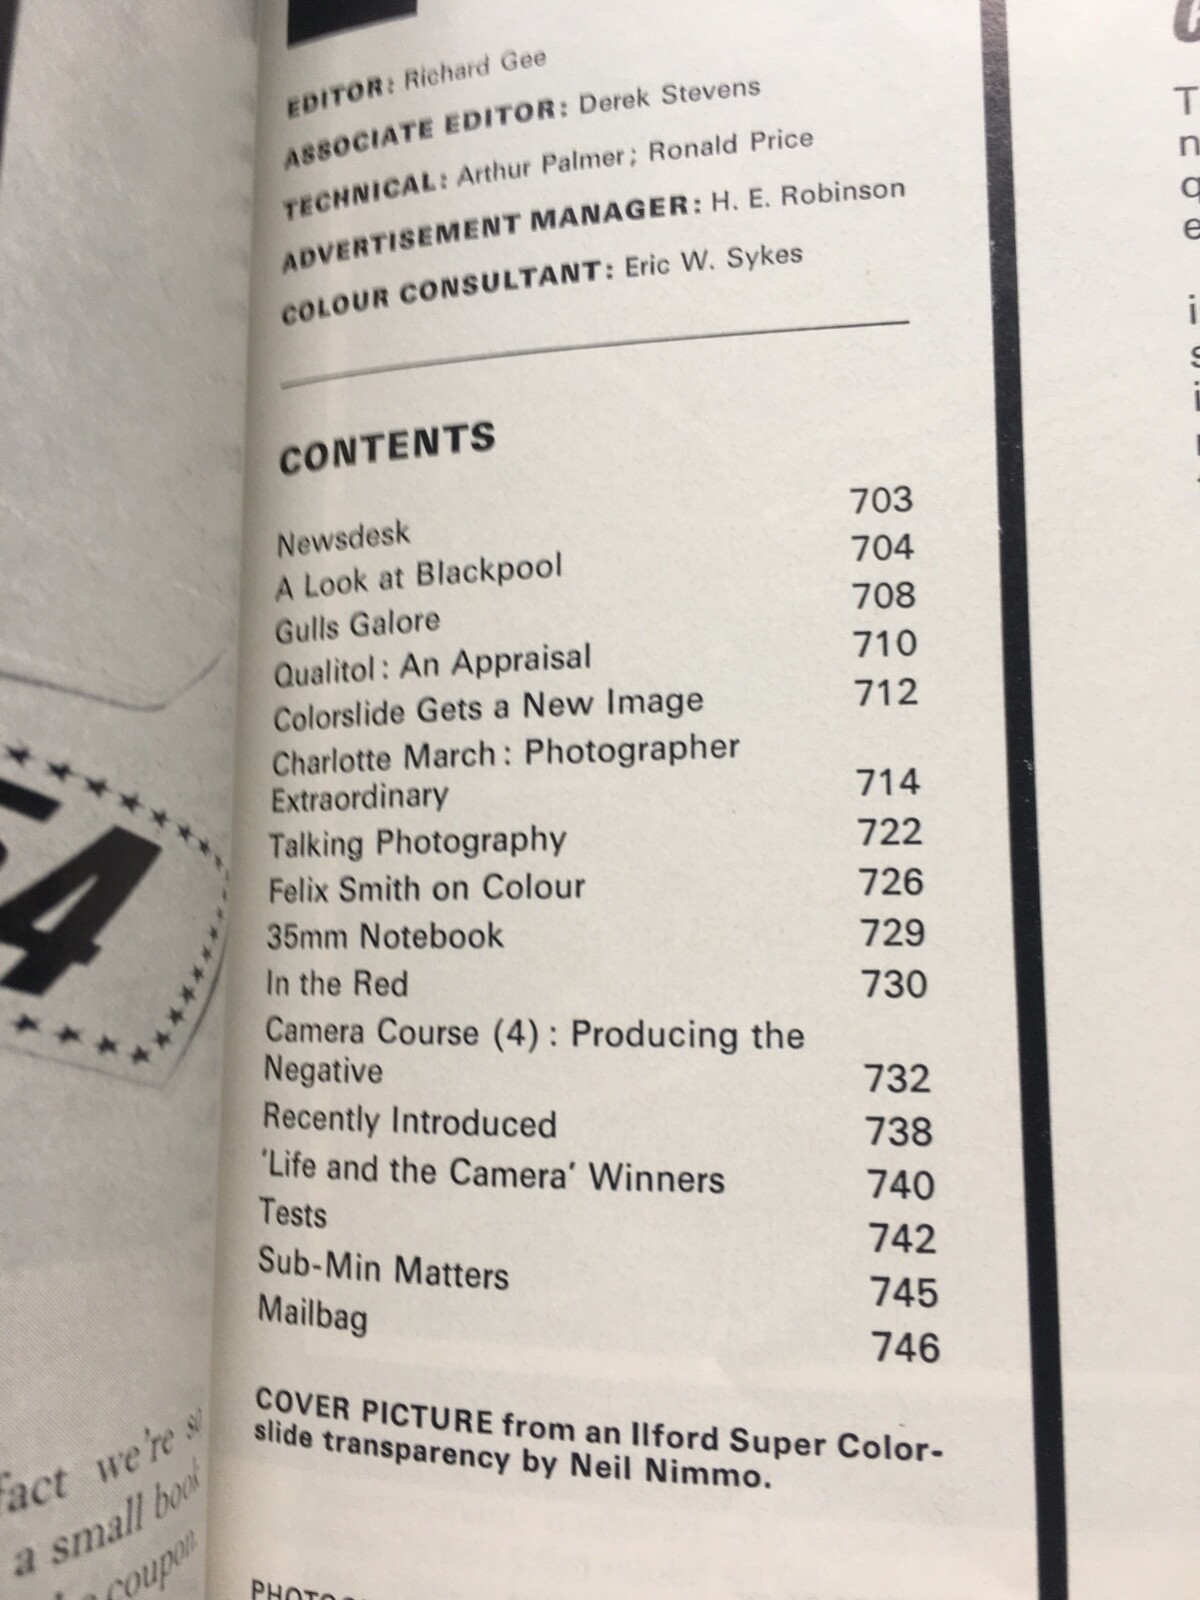 EDITOR: Richard Gee
ASSOCIATE EDITOR: Derek Stevens
TECHNICAL: Arthur Palmer; Ronald Price
ADVERTISEMENT MANAGER: H. E. Robinson
COLOUR CONSULTANT: Eric W. Sykes
CONTENTS
Newsdesk 703
A Look at Blackpool 704
Gulls Galore 708
Qualitol: An Appraisal 710
Colorslide Gets a New Image 712
Charlotte March: Photographer
Extraordinary 714
Talking Photography 722
Felix Smith on Colour 726
35mm Notebook 729
In the Red 730
Camera Course (4): Producing the
Negative 732
Recently Introduced 738
'Life and the Camera' Winners 740
Tests 742
Sub-Min Matters 745
Mailbag 746
COVER PICTURE from an Ilford Super Color-
slide transparency by Neil Nimmo.
4
fact we're so
a small book
coupon.